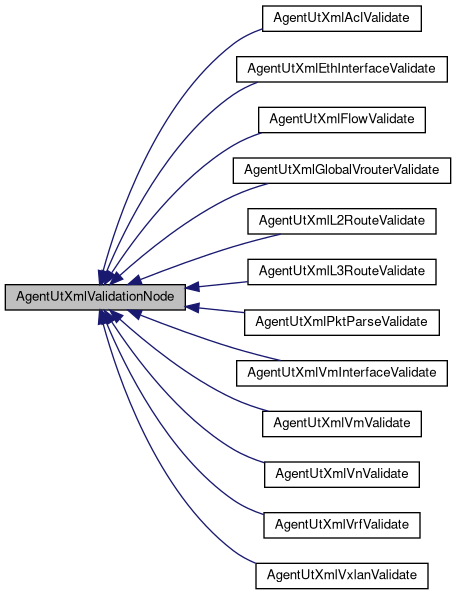 AgentUtXmlAclValidate
AgentUtXmlEthInterfaceValidate
AgentUtXmlFlowValidate
AgentUtXmlGlobalVrouterValidate
AgentUtXmlL2RouteValidate
AgentUtXmlL3RouteValidate
AgentUtXmlValidationNode
AgentUtXmlPktParseValidate
AgentUtXmlVmInterfaceValidate
AgentUtXmlVmValidate
AgentUtXmlVnValidate
AgentUtXmlVrfValidate
AgentUtXmlVxlanValidate